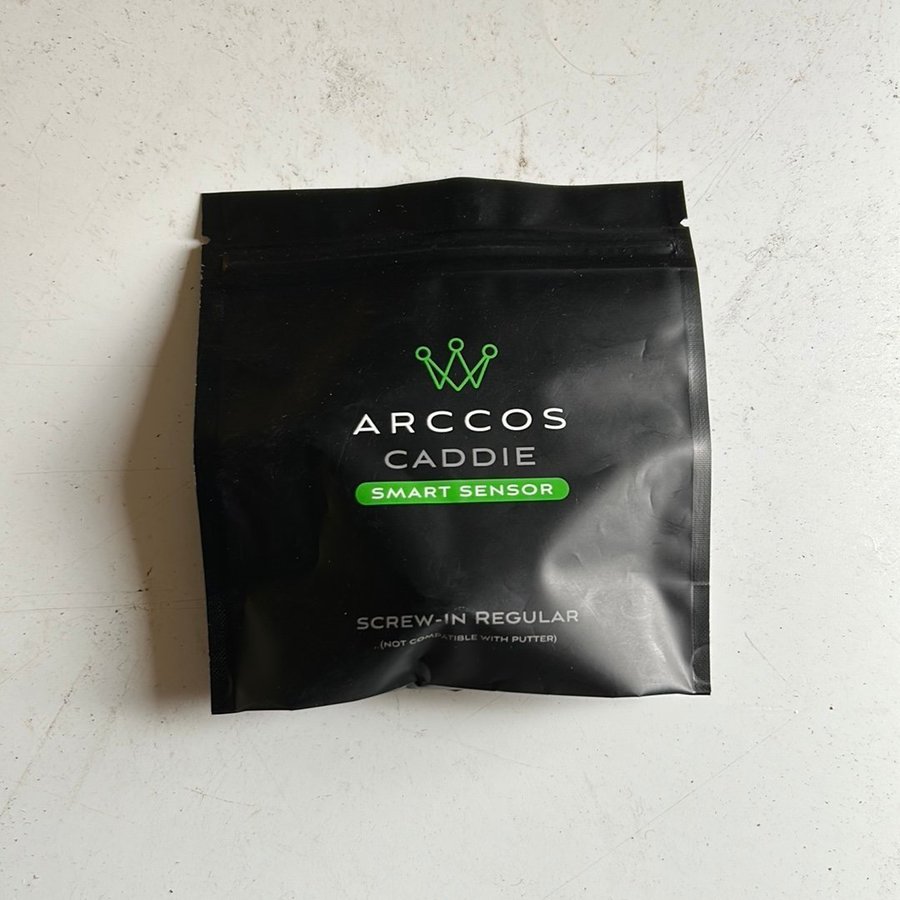 ARCCOS
CADDIE
SMART SENSOR
SCREW-IN REGULAR
(NOT COMPATIBLE WITH PUTTER)